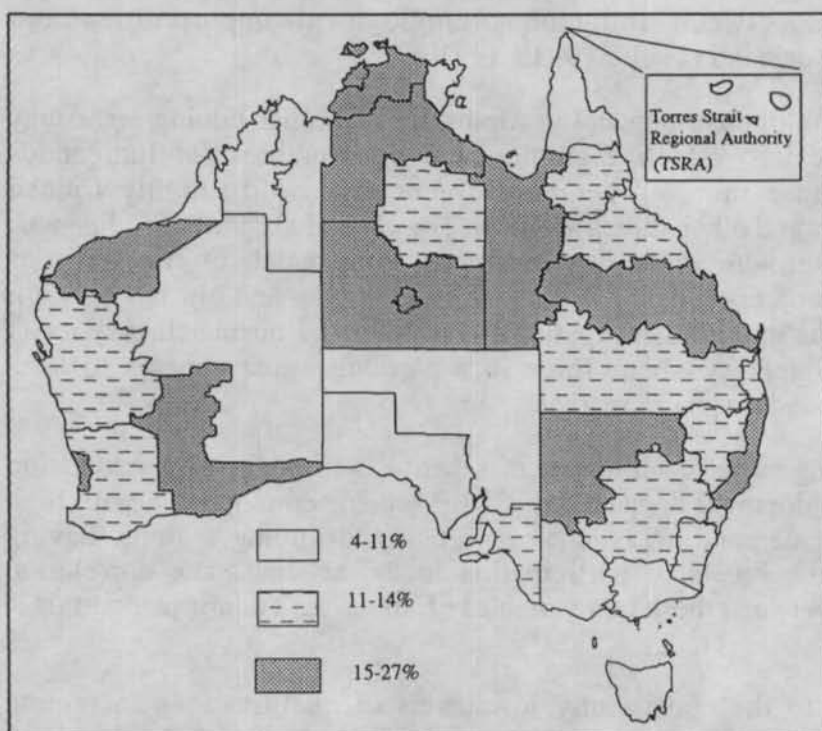 Torres Strait
Regional Authority
(TSRA)
4-11%
11-14%
15-27%